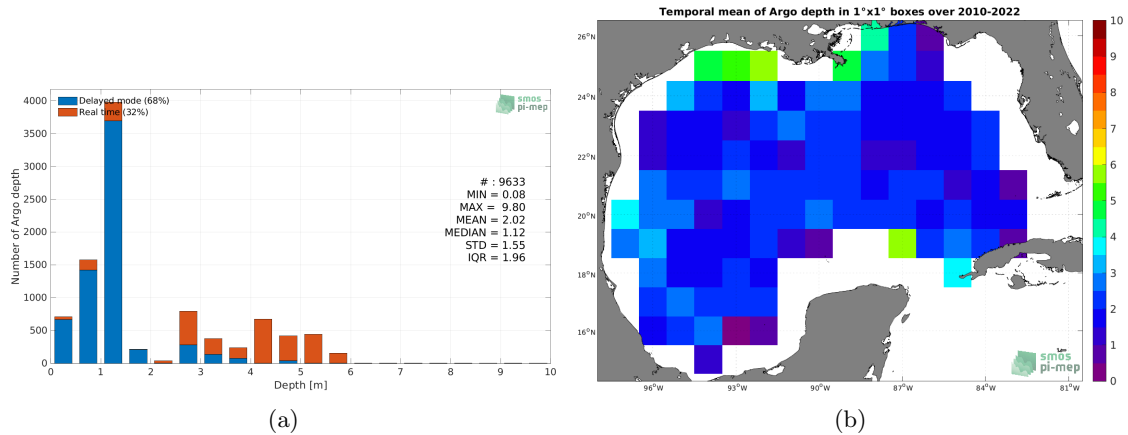 Delayed mode (68%)
Real time (32%)
smos
pi-mep
# : 9633
MIN = 0.08
MAX = 9.80
MEAN = 2.02
MEDIAN = 1.12
STD = 1.55
IQR = 1.96
Number of Argo depth
4000
3500
3000
2500
2000
1500
1000
500
0
0 1 2 3 4 5 6 7 8 9 10
Depth [m]
(a)
Temporal mean of Argo depth in 1°x1° boxes over 2010-2022
26°N
24°N
22°N
20°N
18°N
16°N
96°W 93°W 90°W 87°W 84°W 81°W
smos
pi-mep
10
9
8
7
6
5
4
3
2
1
0
(b)